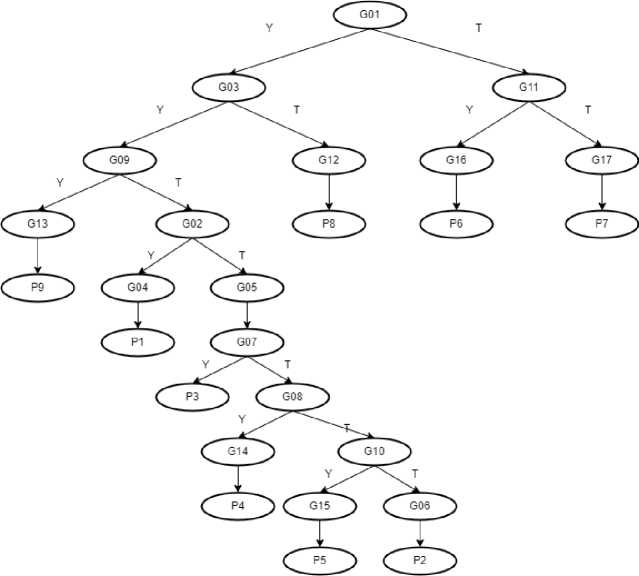 G01
Y T
G03 G11
Y T Y T
G09 G12 G16 G17
Y T
G13 G02 P8 P6 P7
Y T
P9 G04 G05
P1 G07
Y T
P3 G08
Y T
G14 G10
Y T
P4 G15 G06
P5 P2